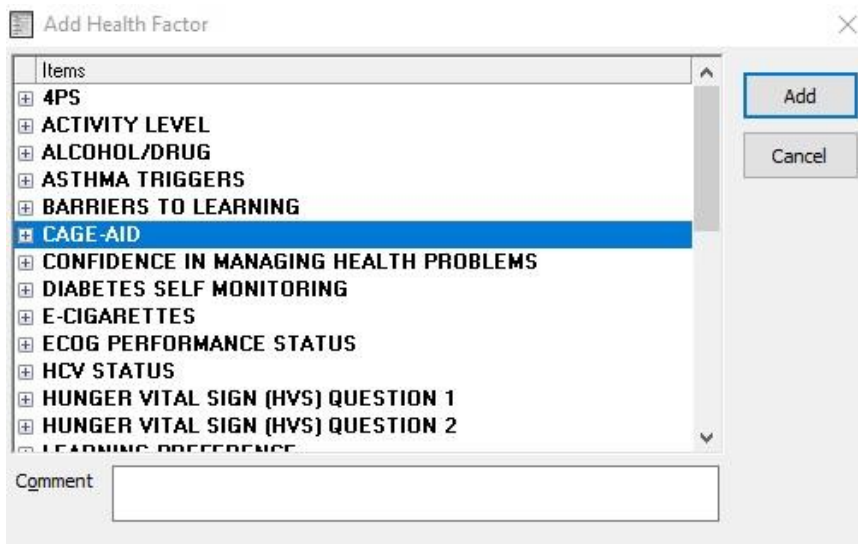 Add Health Factor
Items
4PS
ACTIVITY LEVEL
ALCOHOL/DRUG
ASTHMA TRIGGERS
BARRIERS TO LEARNING
CAGE-AID
CONFIDENCE IN MANAGING HEALTH PROBLEMS
DIABETES SELF MONITORING
E-CIGARETTES
ECOG PERFORMANCE STATUS
HCV STATUS
HUNGER VITAL SIGN (HVS) QUESTION 1
HUNGER VITAL SIGN (HVS) QUESTION 2
LEARNING PREFERENCE
Add
Cancel
Comment